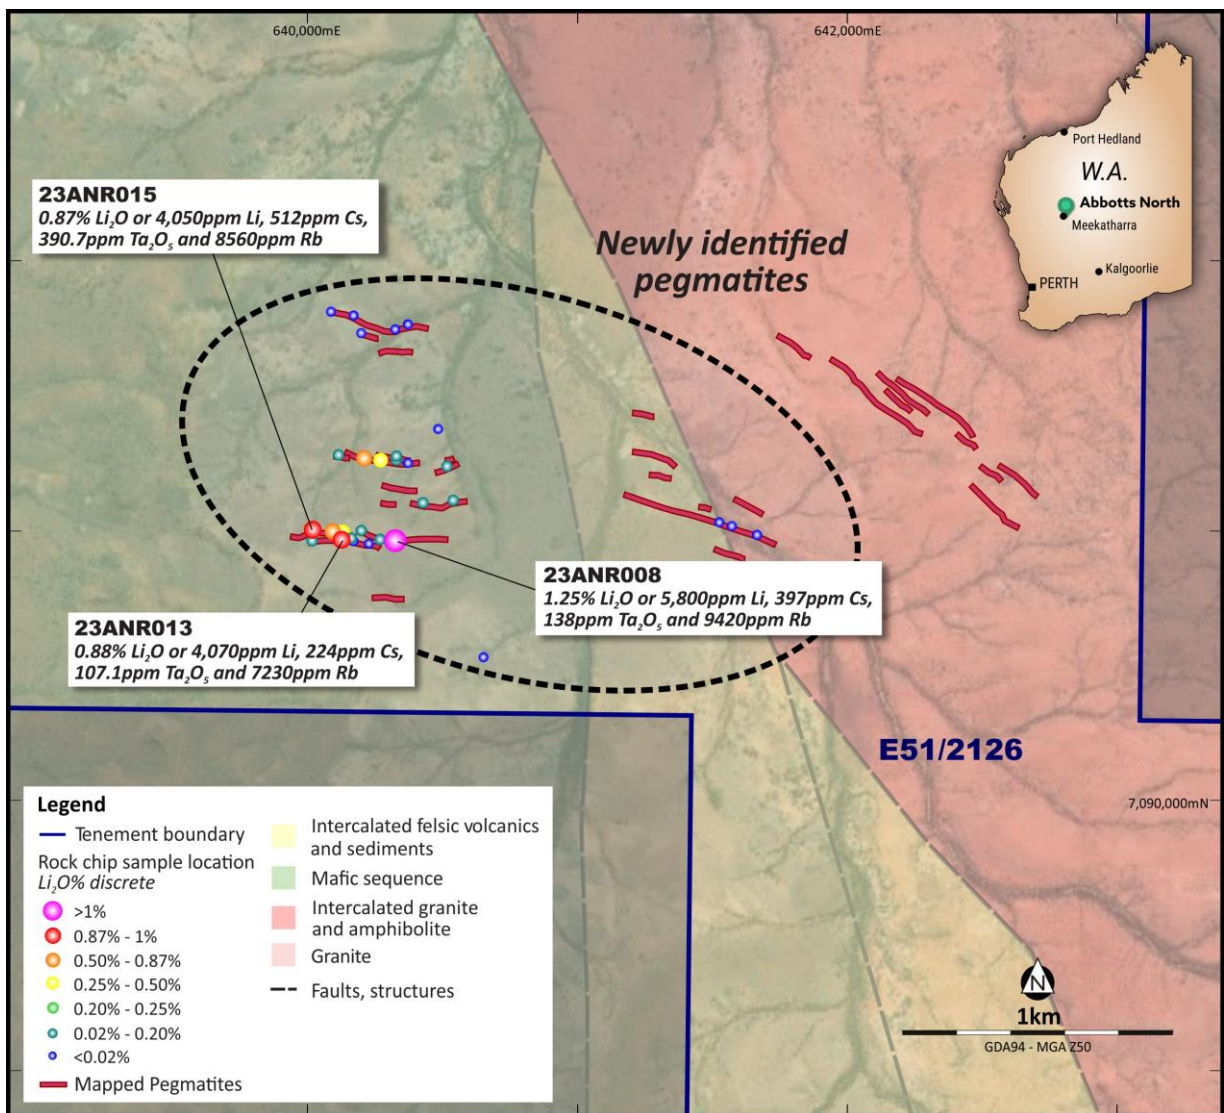 640,000mE
642,000mE
Port Hedland
W.A.
Abbotts North
Meekatharra
Kalgoorlie
PERTH
23ANR015
0.87% Li₂O or 4,050ppm Li, 512ppm Cs,
390.7ppm Ta₂O₅ and 8560ppm Rb
Newly identified
pegmatites
23ANR008
1.25% Li₂O or 5,800ppm Li, 397ppm Cs,
138ppm Ta₂O₅ and 9420ppm Rb
23ANR013
0.88% Li₂O or 4,070ppm Li, 224ppm Cs,
107.1ppm Ta₂O₅ and 7230ppm Rb
E51/2126
7,090,000mN
Legend
Tenement boundary
Rock chip sample location
Li₂O% discrete
>1%
0.87% - 1%
0.50% - 0.87%
0.25% - 0.50%
0.20% - 0.25%
0.02% - 0.20%
<0.02%
Mapped Pegmatites
Intercalated felsic volcanics
and sediments
Mafic sequence
Intercalated granite
and amphibolite
Granite
Faults, structures
N
1km
GDA94 - MGA Z50